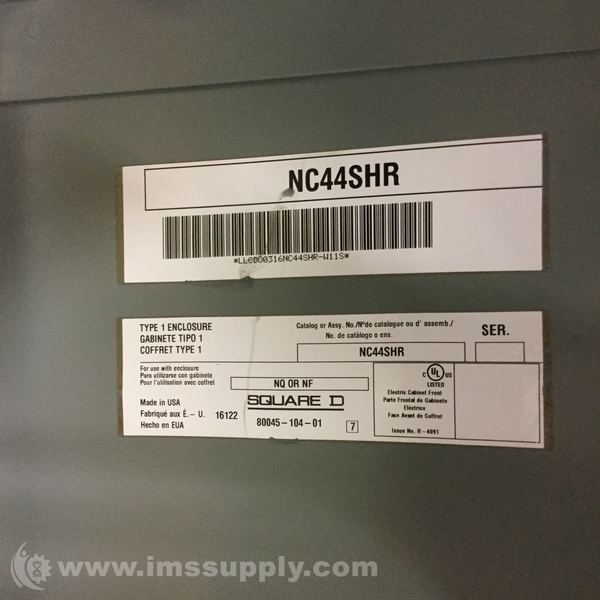 NC44SHR
*LLCD00316NC44SHR-W11S*
TYPE 1 ENCLOSURE
GABINETE TIPO 1
COFFRET TYPE 1
Catalog or Assy. No./Nºde catalogue ou d' assemb./
No. de catálogo o ens.
SER.
NC44SHR
For use with enclosure
Para utilizarse con gabinete
Pour l'utilisation avec coffret
NQ OR NF
C UL US
LISTED
Electric Cabinet Front
Parte Frontal de Gabinete
Eléctrico
Face Avant de Coffret
Issue No. R-4091
Made in USA
Fabriqué aux É.- U.
Hecho en EUA
16122
SQUARE D
80045-104-01
7
www.imssupply.com